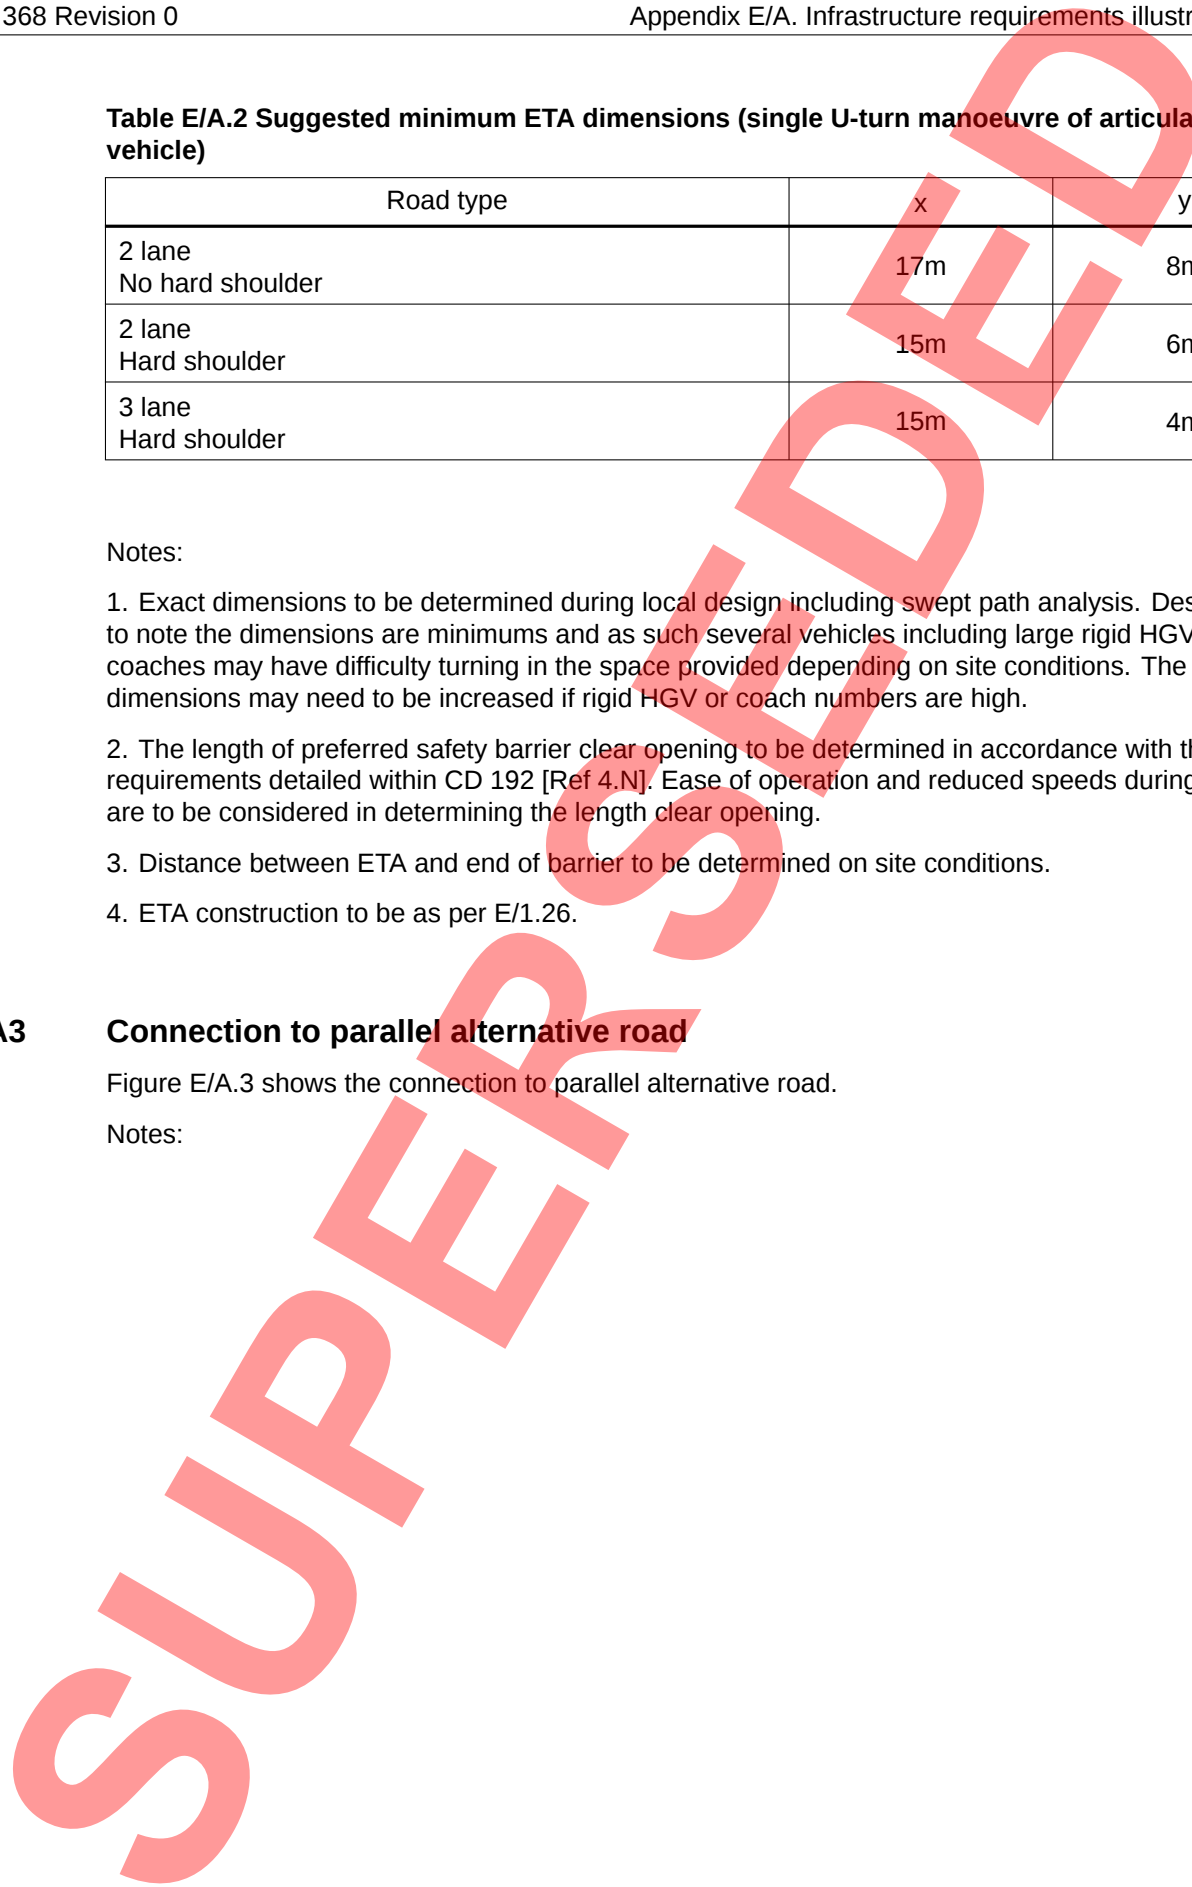 368 Revision 0 Appendix E/A. Infrastructure requirements illustr
Table E/A.2 Suggested minimum ETA dimensions (single U-turn manoeuvre of articula
vehicle)
Road type x y
2 lane
No hard shoulder 17m 8m
2 lane
Hard shoulder 15m 6m
3 lane
Hard shoulder 15m 4m
Notes:
1. Exact dimensions to be determined during local design including swept path analysis. Des
to note the dimensions are minimums and as such several vehicles including large rigid HGV
coaches may have difficulty turning in the space provided depending on site conditions. The
dimensions may need to be increased if rigid HGV or coach numbers are high.
2. The length of preferred safety barrier clear opening to be determined in accordance with th
requirements detailed within CD 192 [Ref 4.N]. Ease of operation and reduced speeds during
are to be considered in determining the length clear opening.
3. Distance between ETA and end of barrier to be determined on site conditions.
4. ETA construction to be as per E/1.26.
A3 Connection to parallel alternative road
Figure E/A.3 shows the connection to parallel alternative road.
Notes:
SUPERSEDED